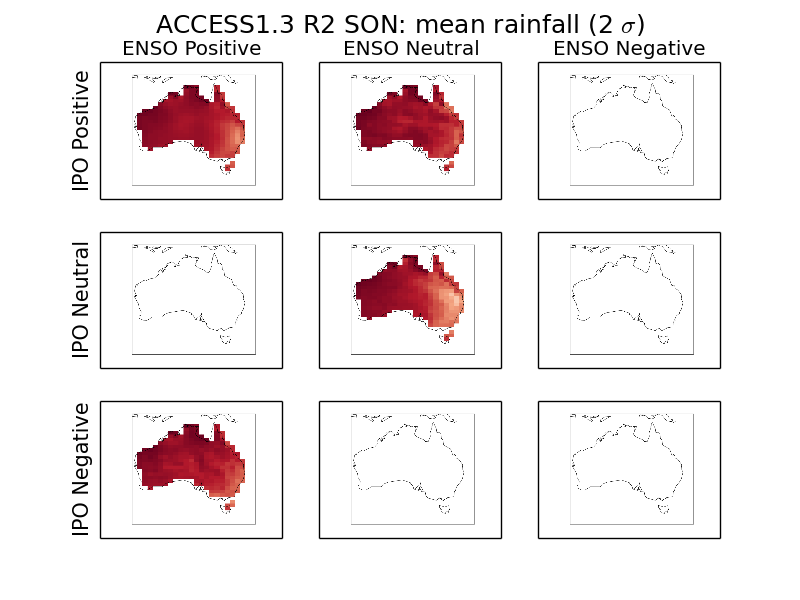 ACCESS1.3 R2 SON: mean rainfall (2 σ)
ENSO Positive
ENSO Neutral
ENSO Negative
IPO Positive
IPO Neutral
IPO Negative